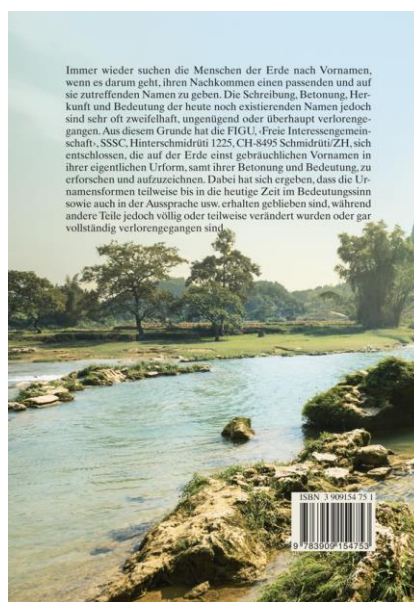 Immer wieder suchen die Menschen der Erde nach Vornamen,
wenn es darum geht, ihren Nachkommen einen passenden und auf
sie zutreffenden Namen zu geben. Die Schreibung, Betonung, Her-
kunft und Bedeutung der heute noch existierenden Namen jedoch
sind sehr oft zweifelhaft, ungenügend oder überhaupt verlorenge-
gangen. Aus diesem Grunde hat die FIGU, ‹Freie Interessengemein-
schaft›, SSSC, Hinterschmidrüti 1225, CH-8495 Schmidrüti/ZH, sich
entschlossen, die auf der Erde einst gebräuchlichen Vornamen in
ihrer eigentlichen Urform, samt ihrer Betonung und Bedeutung, zu
erforschen und aufzuzeichnen. Dabei hat sich ergeben, dass die Ur-
namensformen teilweise bis in die heutige Zeit im Bedeutungssinn
sowie auch in der Aussprache usw. erhalten geblieben sind, während
andere Teile jedoch völlig oder teilweise verändert wurden oder gar
vollständig verlorengegangen sind.
ISBN 3 909154 75 1
9 783909 154753